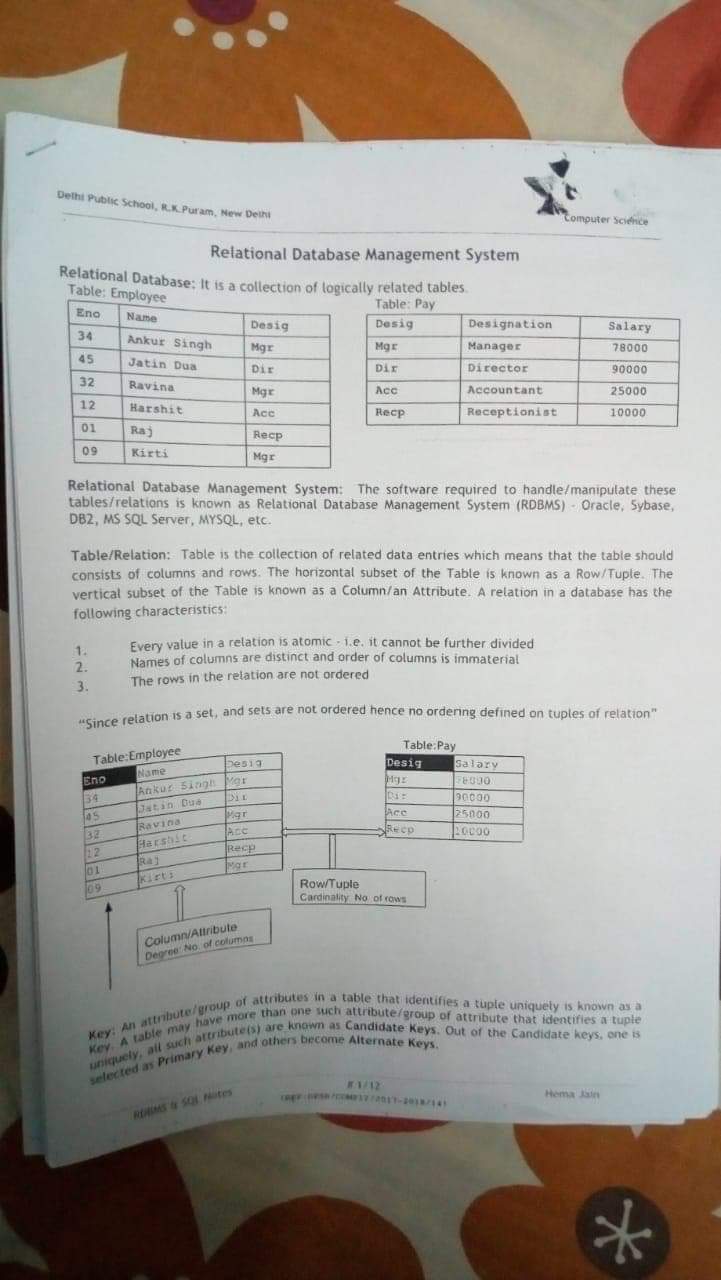 Delhi Public School, R.K.Puram, New Delhi
Computer Science
Relational Database Management System
Relational Database: It is a collection of logically related tables.
Table: Employee
Eno Name Desig
34 Ankur Singh Mgr
45 Jatin Dua Dir
32 Ravina Mgr
12 Harshit Acc
01 Raj Recp
09 Kirti Mgr
Table: Pay
Desig Designation Salary
Mgr Manager 78000
Dir Director 90000
Acc Accountant 25000
Recp Receptionist 10000
Relational Database Management System: The software required to handle/manipulate these
tables/relations is known as Relational Database Management System (RDBMS) - Oracle, Sybase,
DB2, MS SQL Server, MYSQL, etc.
Table/Relation: Table is the collection of related data entries which means that the table should
consists of columns and rows. The horizontal subset of the Table is known as a Row/Tuple. The
vertical subset of the Table is known as a Column/an Attribute. A relation in a database has the
following characteristics:
1. Every value in a relation is atomic - i.e. it cannot be further divided
2. Names of columns are distinct and order of columns is immaterial
3. The rows in the relation are not ordered
"Since relation is a set, and sets are not ordered hence no ordering defined on tuples of relation"
Table:Employee
Eno Name Desig
34 Ankur Singh Mgr
45 Jatin Dua Dir
32 Ravina Mgr
12 Harshit Acc
01 Raj Recp
09 Kirti Mgr
Table:Pay
Desig Salary
Mgr 78000
Dir 90000
Acc 25000
Recp 10000
Row/Tuple
Cardinality No. of rows
Column/Attribute
Degree: No. of columns
Key: An attribute/group of attributes in a table that identifies a tuple uniquely is known as a
Key. A table may have more than one such attribute/group of attribute that identifies a tuple
uniquely, all such attribute(s) are known as Candidate Keys. Out of the Candidate keys, one is
selected as Primary Key, and others become Alternate Keys.
RDBMS & SQL Notes
# 1/12
Hema Jain